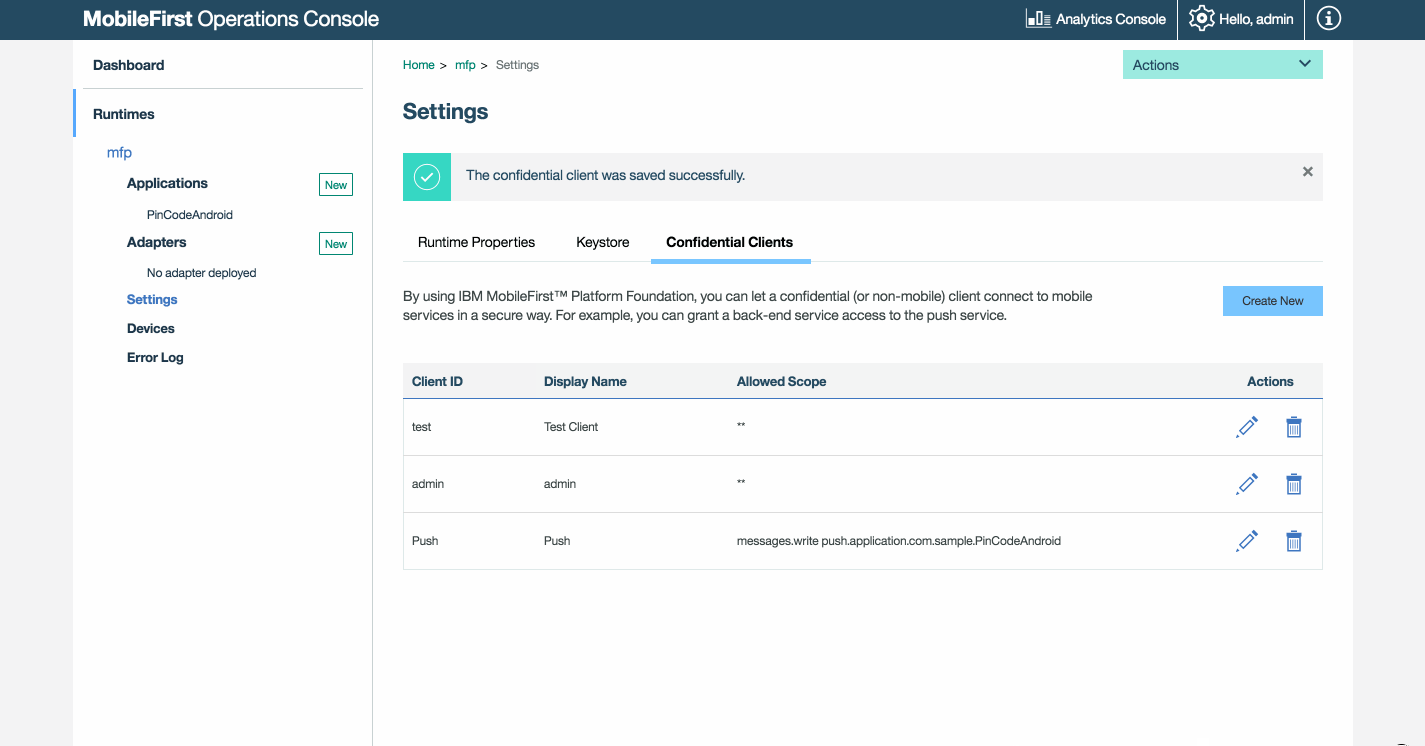 MobileFirst Operations Console
Analytics Console
Hello, admin
Dashboard
Runtimes
mfp
Applications
New
PinCodeAndroid
Adapters
New
No adapter deployed
Settings
Devices
Error Log
Home > mfp > Settings
Actions
Settings
The confidential client was saved successfully.
Runtime Properties
Keystore
Confidential Clients
By using IBM MobileFirst™ Platform Foundation, you can let a confidential (or non-mobile) client connect to mobile
services in a secure way. For example, you can grant a back-end service access to the push service.
Create New
Client ID Display Name Allowed Scope Actions
test Test Client **
admin admin **
Push Push messages.write push.application.com.sample.PinCodeAndroid